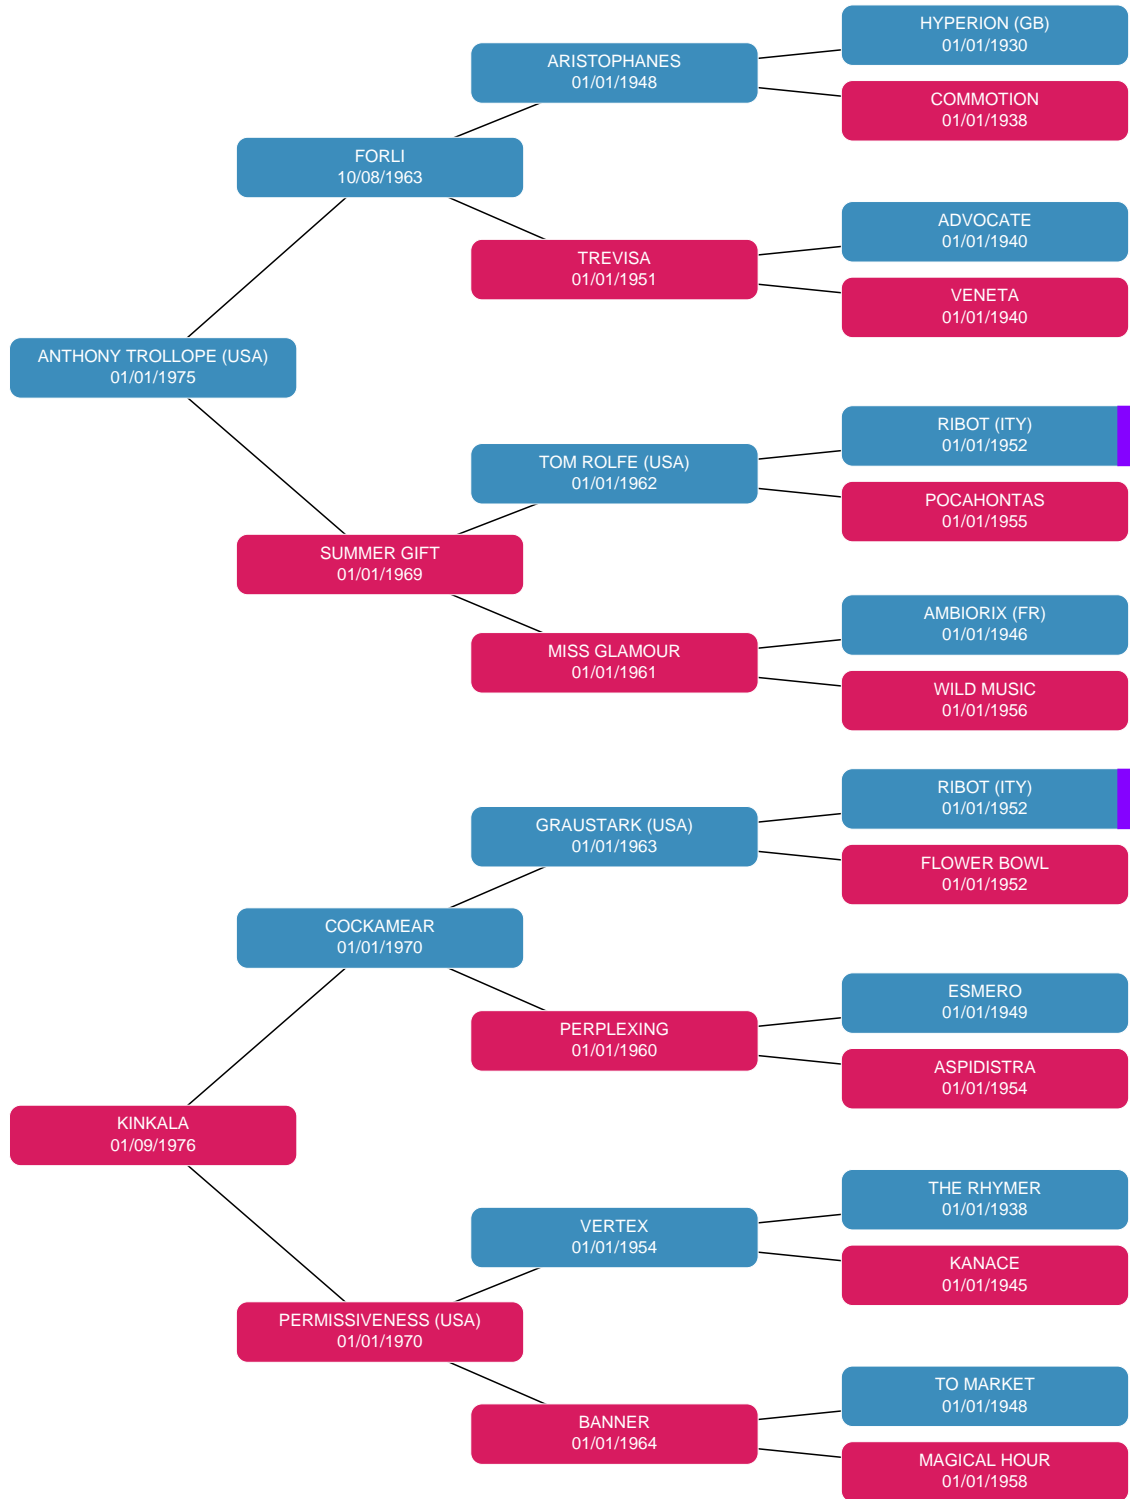 HYPERION (GB)
01/01/1930
ARISTOPHANES
01/01/1948
COMMOTION
01/01/1938
FORLI
10/08/1963
ADVOCATE
01/01/1940
TREVISA
01/01/1951
VENETA
01/01/1940
ANTHONY TROLLOPE (USA)
01/01/1975
RIBOT (ITY)
01/01/1952
TOM ROLFE (USA)
01/01/1962
POCAHONTAS
01/01/1955
SUMMER GIFT
01/01/1969
AMBIORIX (FR)
01/01/1946
MISS GLAMOUR
01/01/1961
WILD MUSIC
01/01/1956
RIBOT (ITY)
01/01/1952
GRAUSTARK (USA)
01/01/1963
FLOWER BOWL
01/01/1952
COCKAMEAR
01/01/1970
ESMERO
01/01/1949
PERPLEXING
01/01/1960
ASPIDISTRA
01/01/1954
KINKALA
01/09/1976
THE RHYMER
01/01/1938
VERTEX
01/01/1954
KANACE
01/01/1945
PERMISSIVENESS (USA)
01/01/1970
TO MARKET
01/01/1948
BANNER
01/01/1964
MAGICAL HOUR
01/01/1958